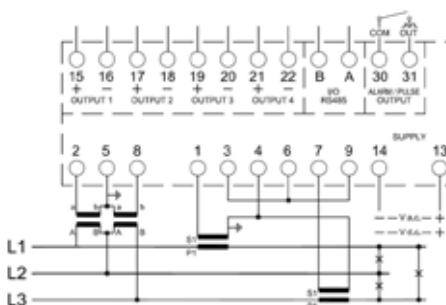 COM OUT
15 16 17 18 19 20 21 22 B A 30 31
+ − + − + − + −
OUTPUT 1 OUTPUT 2 OUTPUT 3 OUTPUT 4 I/O RS485 ALARM / PULSE OUTPUT
SUPPLY
2 5 8 1 3 4 6 7 9 14 13
a b a b
V a.c.
− V d.c. +
A B A B
S1
P1
L1
L2
S1
L3